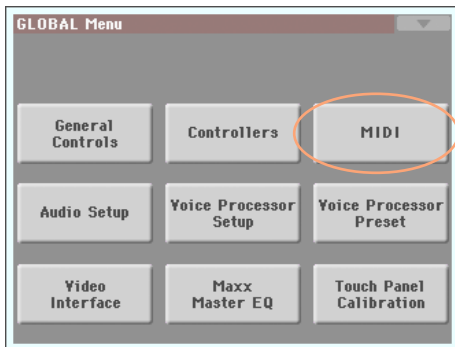 GLOBAL Menu
General
Controls
Controllers
MIDI
Audio Setup
Voice Processor
Setup
Voice Processor
Preset
Video
Interface
Maxx
Master EQ
Touch Panel
Calibration